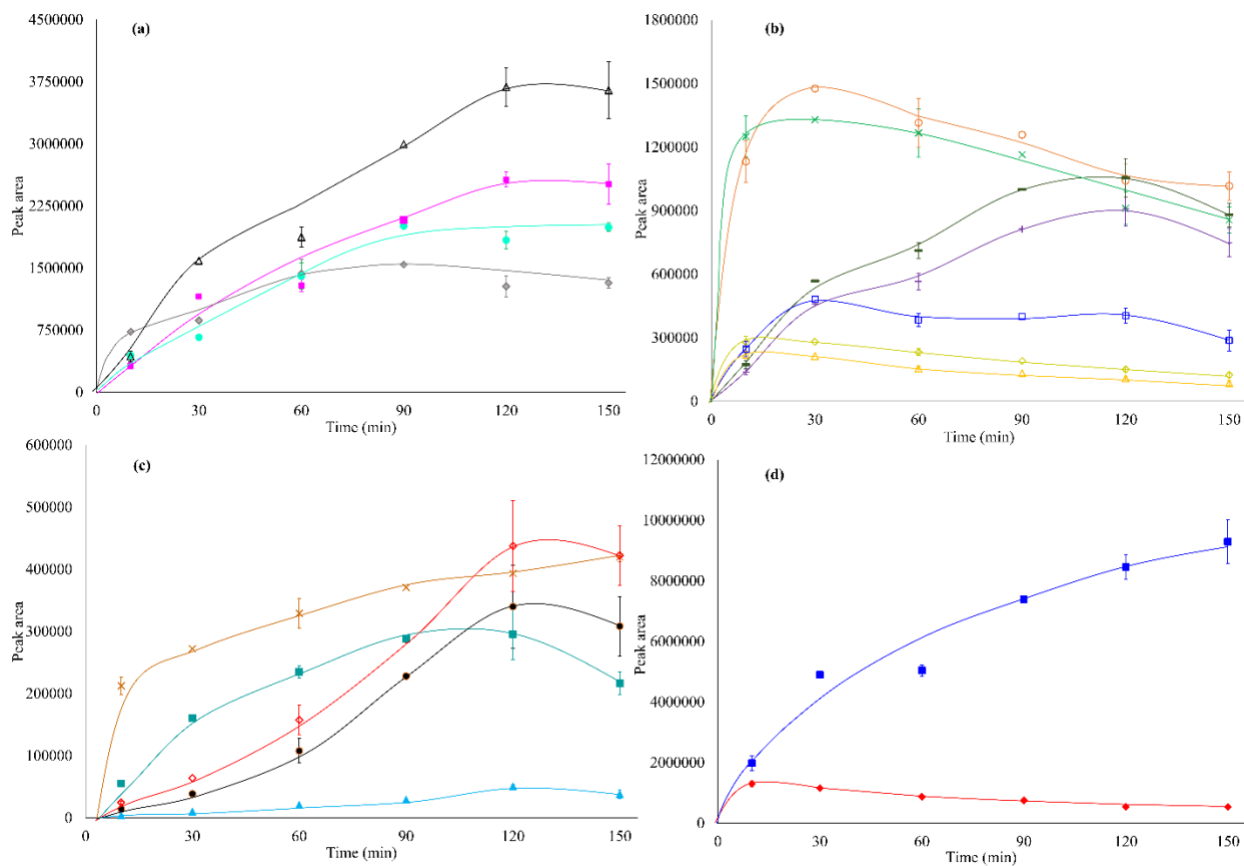 (a)
4500000
3750000
3000000
2250000
1500000
750000
0
Peak area
0 30 60 90 120 150
Time (min)
(b)
1800000
1500000
1200000
900000
600000
300000
0
Peak area
0 30 60 90 120 150
Time (min)
(c)
600000
500000
400000
300000
200000
100000
0
Peak area
0 30 60 90 120 150
Time (min)
(d)
12000000
10000000
8000000
6000000
4000000
2000000
0
Peak area
0 30 60 90 120 150
Time (min)